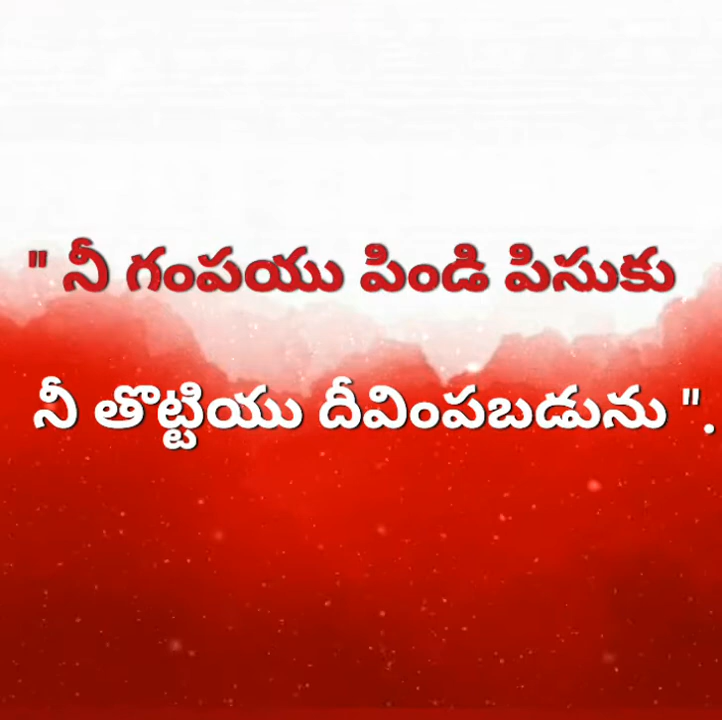 " నీ గంపయు పిండి పిసుకు
నీ తొట్టియు దీవింపబడును ".